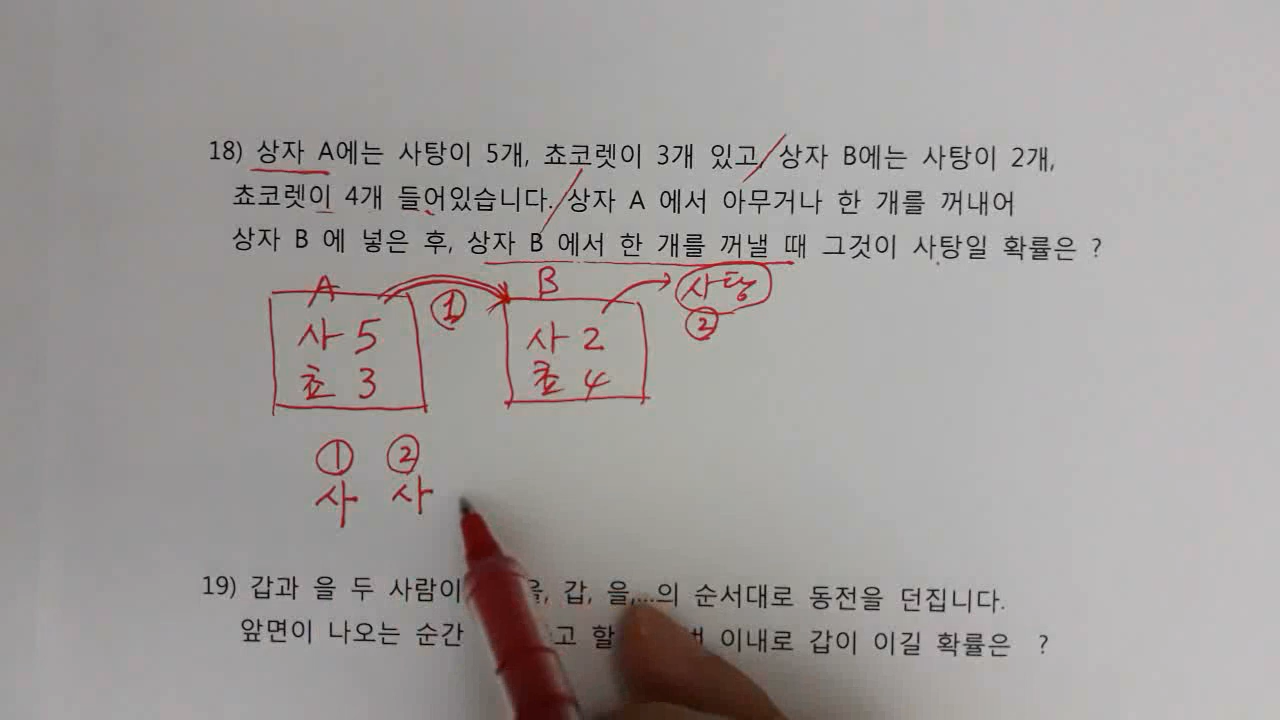 18) 상자 A에는 사탕이 5개, 쵸코렛이 3개 있고, 상자 B에는 사탕이 2개,
쵸코렛이 4개 들어있습니다. 상자 A 에서 아무거나 한 개를 꺼내어
상자 B 에 넣은 후, 상자 B 에서 한 개를 꺼낼 때 그것이 사탕일 확률은 ?
A ① B 사탕
사 5 사 2 ②
쵸 3 쵸 4
① ②
사 사
19) 갑과 을 두 사람이 을, 갑, 을,...의 순서대로 동전을 던집니다.
앞면이 나오는 순간 고 할 이내로 갑이 이길 확률은 ?